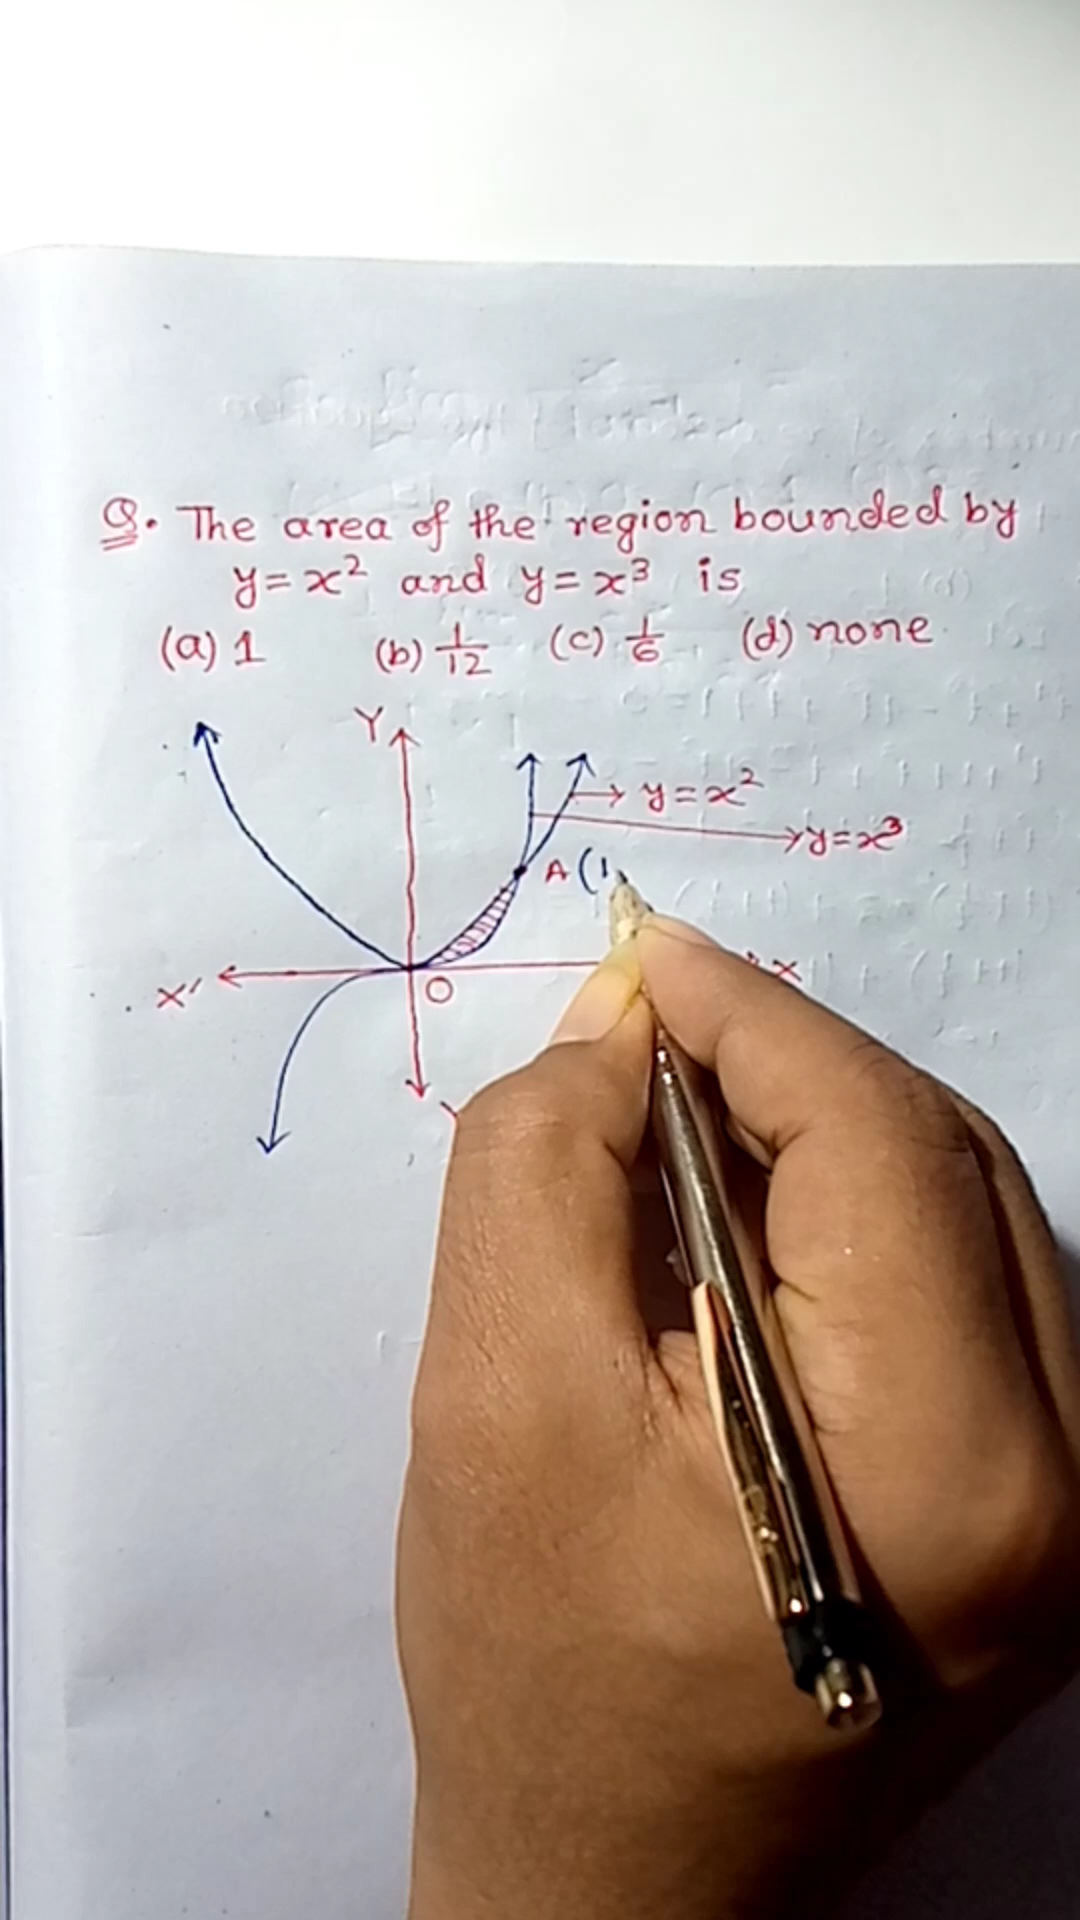 Q. The area of the region bounded by
y = x² and y = x³ is
(a) 1 (b) 1/12 (c) 1/6 (d) none
Y
y = x²
y = x³
A (1,
X' O X